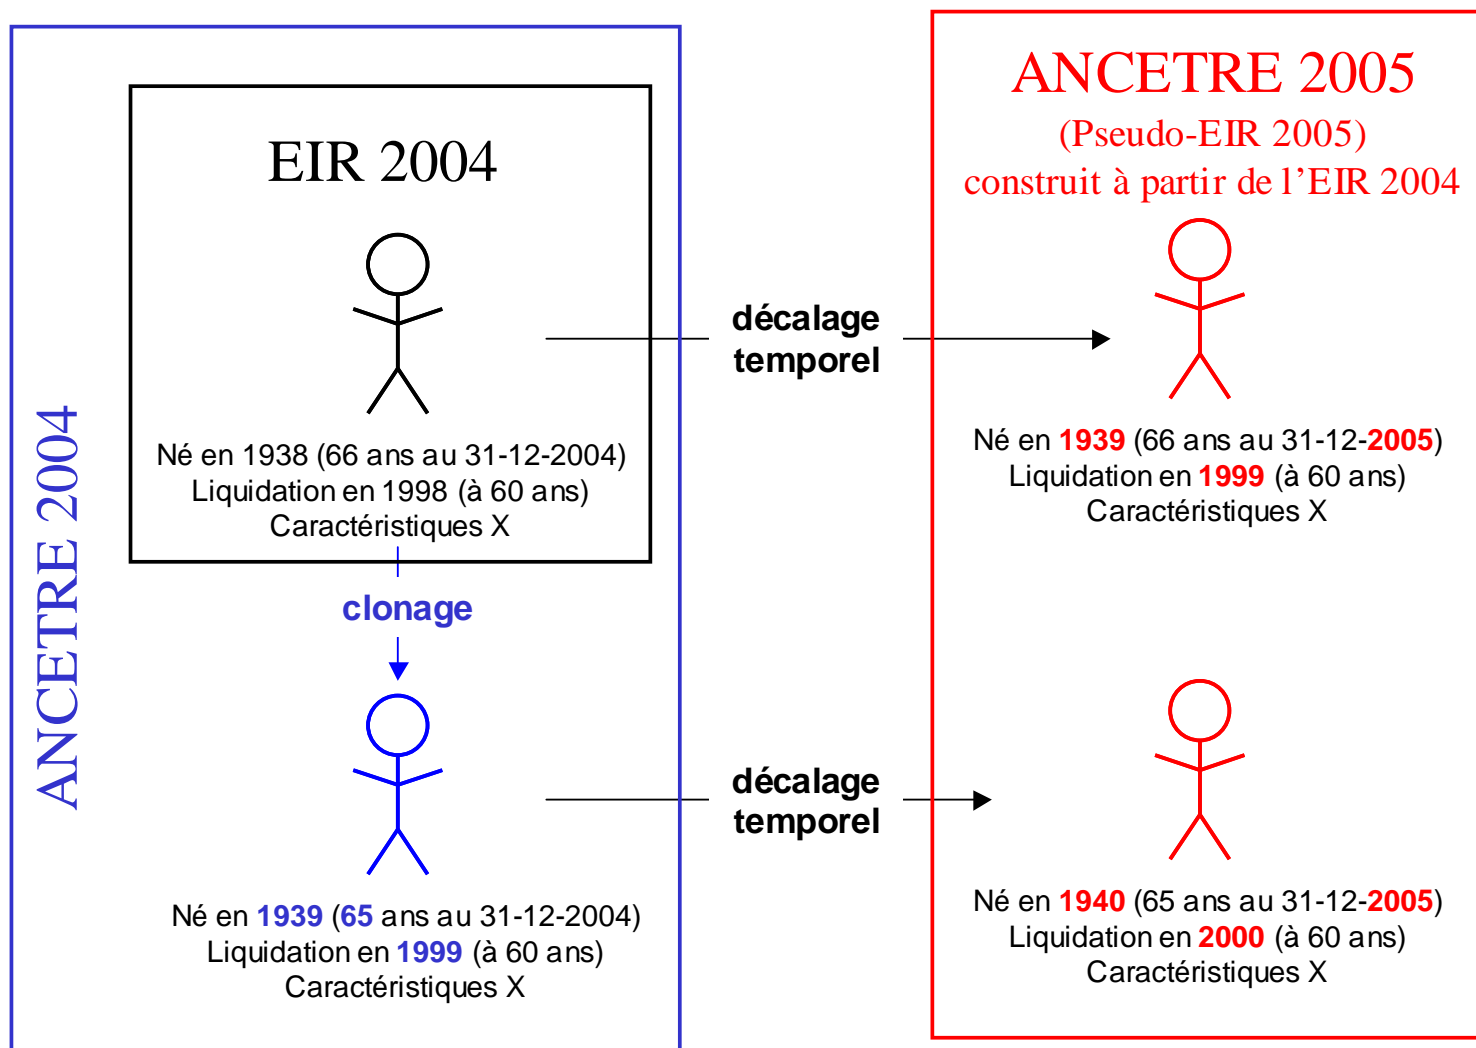 ANCETRE 2004
EIR 2004
Né en 1938 (66 ans au 31-12-2004)
Liquidation en 1998 (à 60 ans)
Caractéristiques X
clonage
Né en 1939 (65 ans au 31-12-2004)
Liquidation en 1999 (à 60 ans)
Caractéristiques X
décalage
temporel
décalage
temporel
ANCETRE 2005
(Pseudo-EIR 2005)
construit à partir de l’EIR 2004
Né en 1939 (66 ans au 31-12-2005)
Liquidation en 1999 (à 60 ans)
Caractéristiques X
Né en 1940 (65 ans au 31-12-2005)
Liquidation en 2000 (à 60 ans)
Caractéristiques X